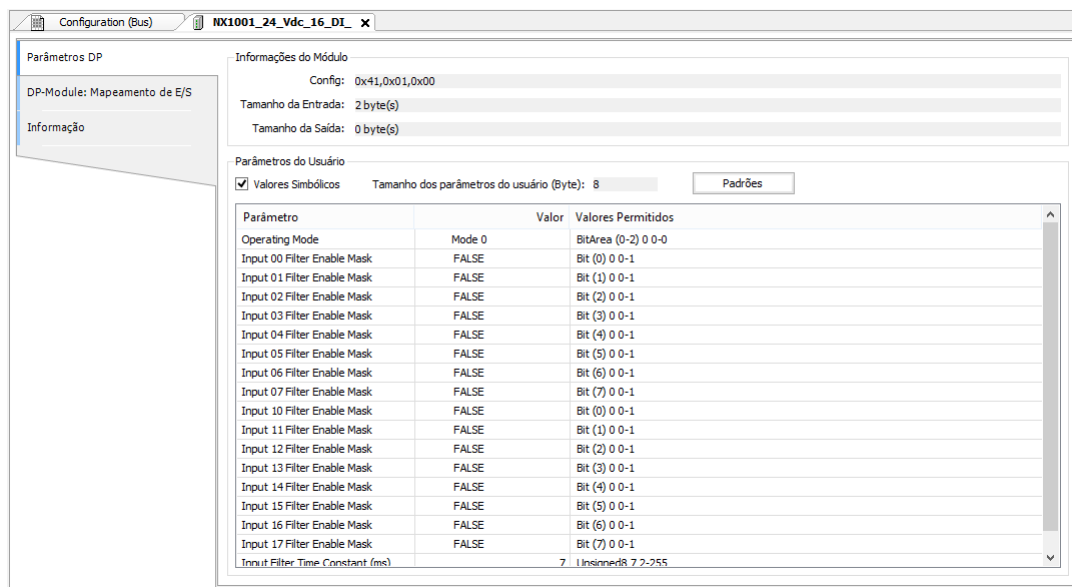 Configuration (Bus) NX1001_24_Vdc_16_DI_ x
Parâmetros DP
DP-Module: Mapeamento de E/S
Informação
Informações do Módulo
Config: 0x41,0x01,0x00
Tamanho da Entrada: 2 byte(s)
Tamanho da Saída: 0 byte(s)
Parâmetros do Usuário
Valores Simbólicos Tamanho dos parâmetros do usuário (Byte): 8 Padrões
Parâmetro Valor Valores Permitidos
Operating Mode Mode 0 BitArea (0-2) 0 0-0
Input 00 Filter Enable Mask FALSE Bit (0) 0 0-1
Input 01 Filter Enable Mask FALSE Bit (1) 0 0-1
Input 02 Filter Enable Mask FALSE Bit (2) 0 0-1
Input 03 Filter Enable Mask FALSE Bit (3) 0 0-1
Input 04 Filter Enable Mask FALSE Bit (4) 0 0-1
Input 05 Filter Enable Mask FALSE Bit (5) 0 0-1
Input 06 Filter Enable Mask FALSE Bit (6) 0 0-1
Input 07 Filter Enable Mask FALSE Bit (7) 0 0-1
Input 10 Filter Enable Mask FALSE Bit (0) 0 0-1
Input 11 Filter Enable Mask FALSE Bit (1) 0 0-1
Input 12 Filter Enable Mask FALSE Bit (2) 0 0-1
Input 13 Filter Enable Mask FALSE Bit (3) 0 0-1
Input 14 Filter Enable Mask FALSE Bit (4) 0 0-1
Input 15 Filter Enable Mask FALSE Bit (5) 0 0-1
Input 16 Filter Enable Mask FALSE Bit (6) 0 0-1
Input 17 Filter Enable Mask FALSE Bit (7) 0 0-1
Input Filter Time Constant (ms) 7 Unsigned8 7 2-255